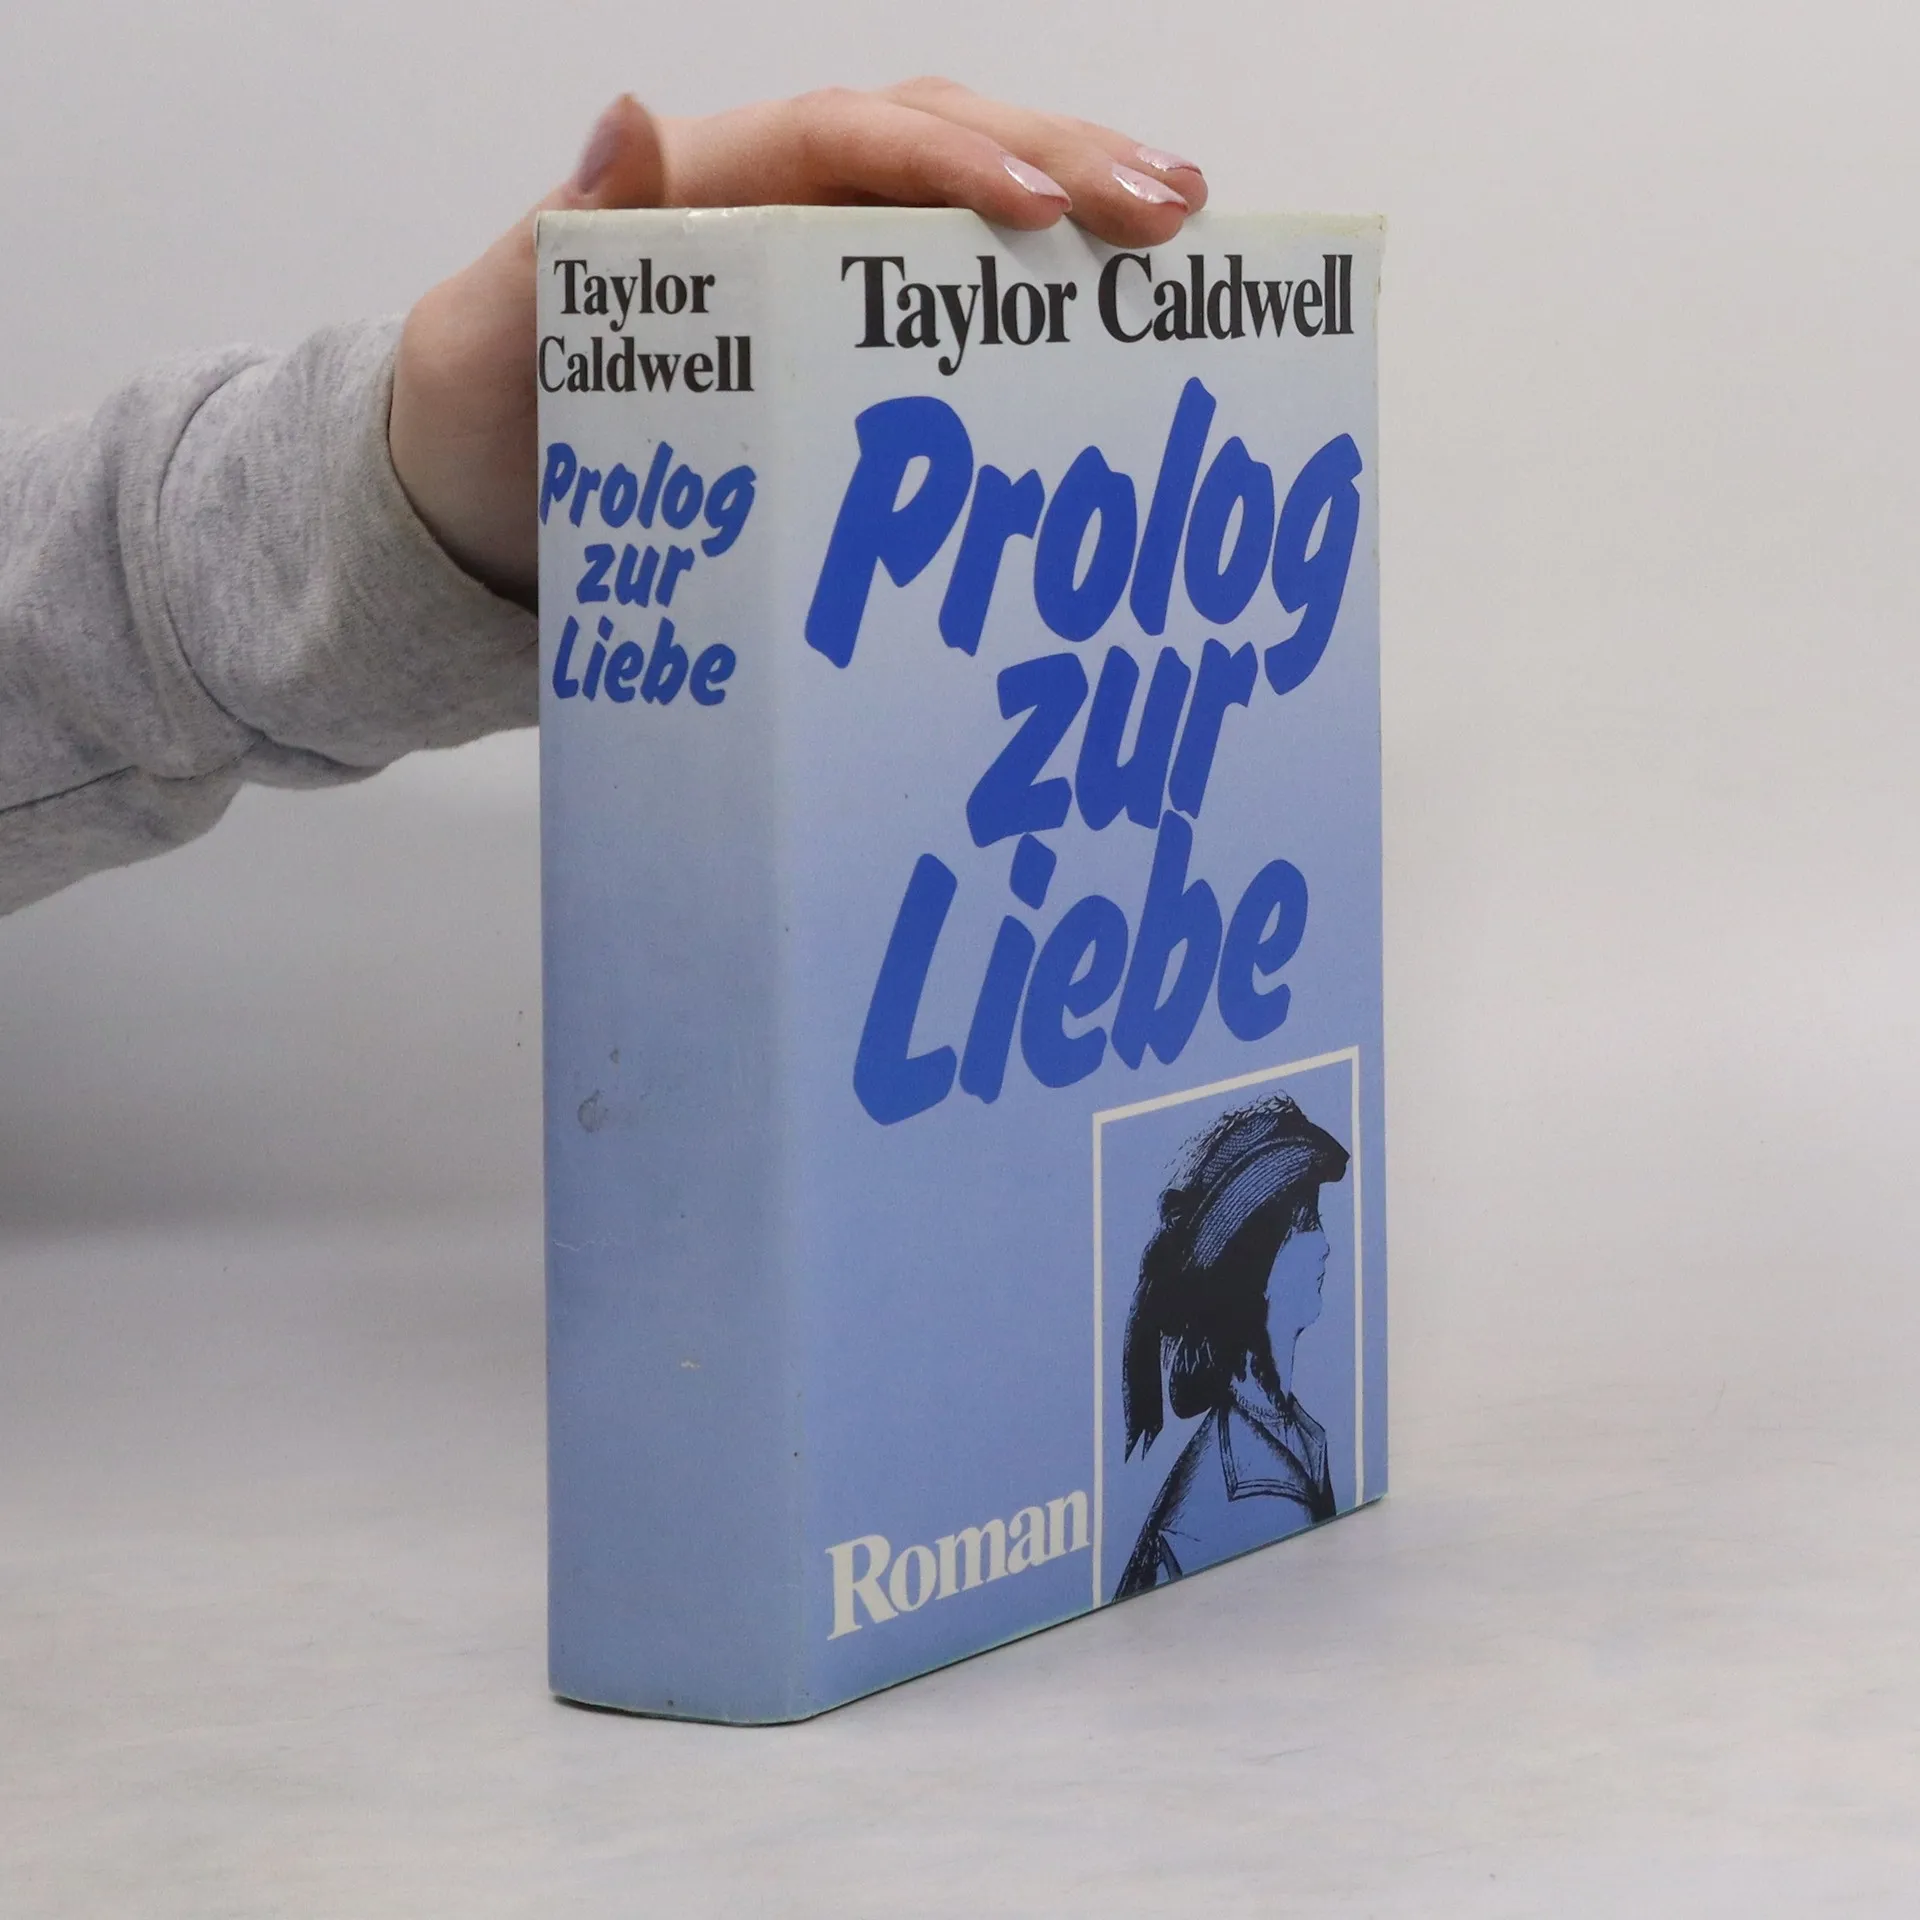 Taylor
Caldwell
Prolog
zur
Liebe
Taylor Caldwell
Prolog
zur
Liebe
Roman